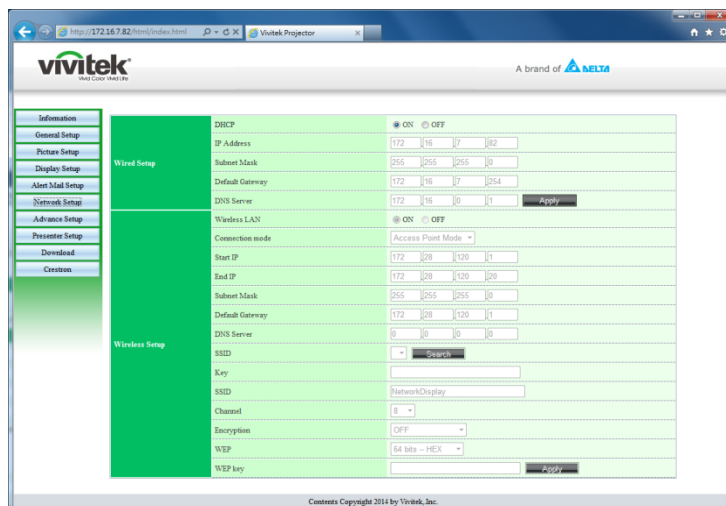 http://172.16.7.82/html/index.html
Vivitek Projector
vivitek
Vivid Color Vivid Life
A brand of DELTA
Information
General Setup
Picture Setup
Display Setup
Alert Mail Setup
Network Setup
Advance Setup
Presenter Setup
Download
Crestron
Wired Setup
DHCP ON OFF
IP Address 172 16 7 82
Subnet Mask 255 255 255 0
Default Gateway 172 16 7 254
DNS Server 172 16 0 1 Apply
Wireless Setup
Wireless LAN ON OFF
Connection mode Access Point Mode
Start IP 172 28 120 1
End IP 172 28 120 20
Subnet Mask 255 255 255 0
Default Gateway 172 28 120 1
DNS Server 0 0 0 0
SSID Search
Key
SSID NetworkDisplay
Channel 8
Encryption OFF
WEP 64 bits -- HEX
WEP key Apply
Contents Copyright 2014 by Vivitek, Inc.